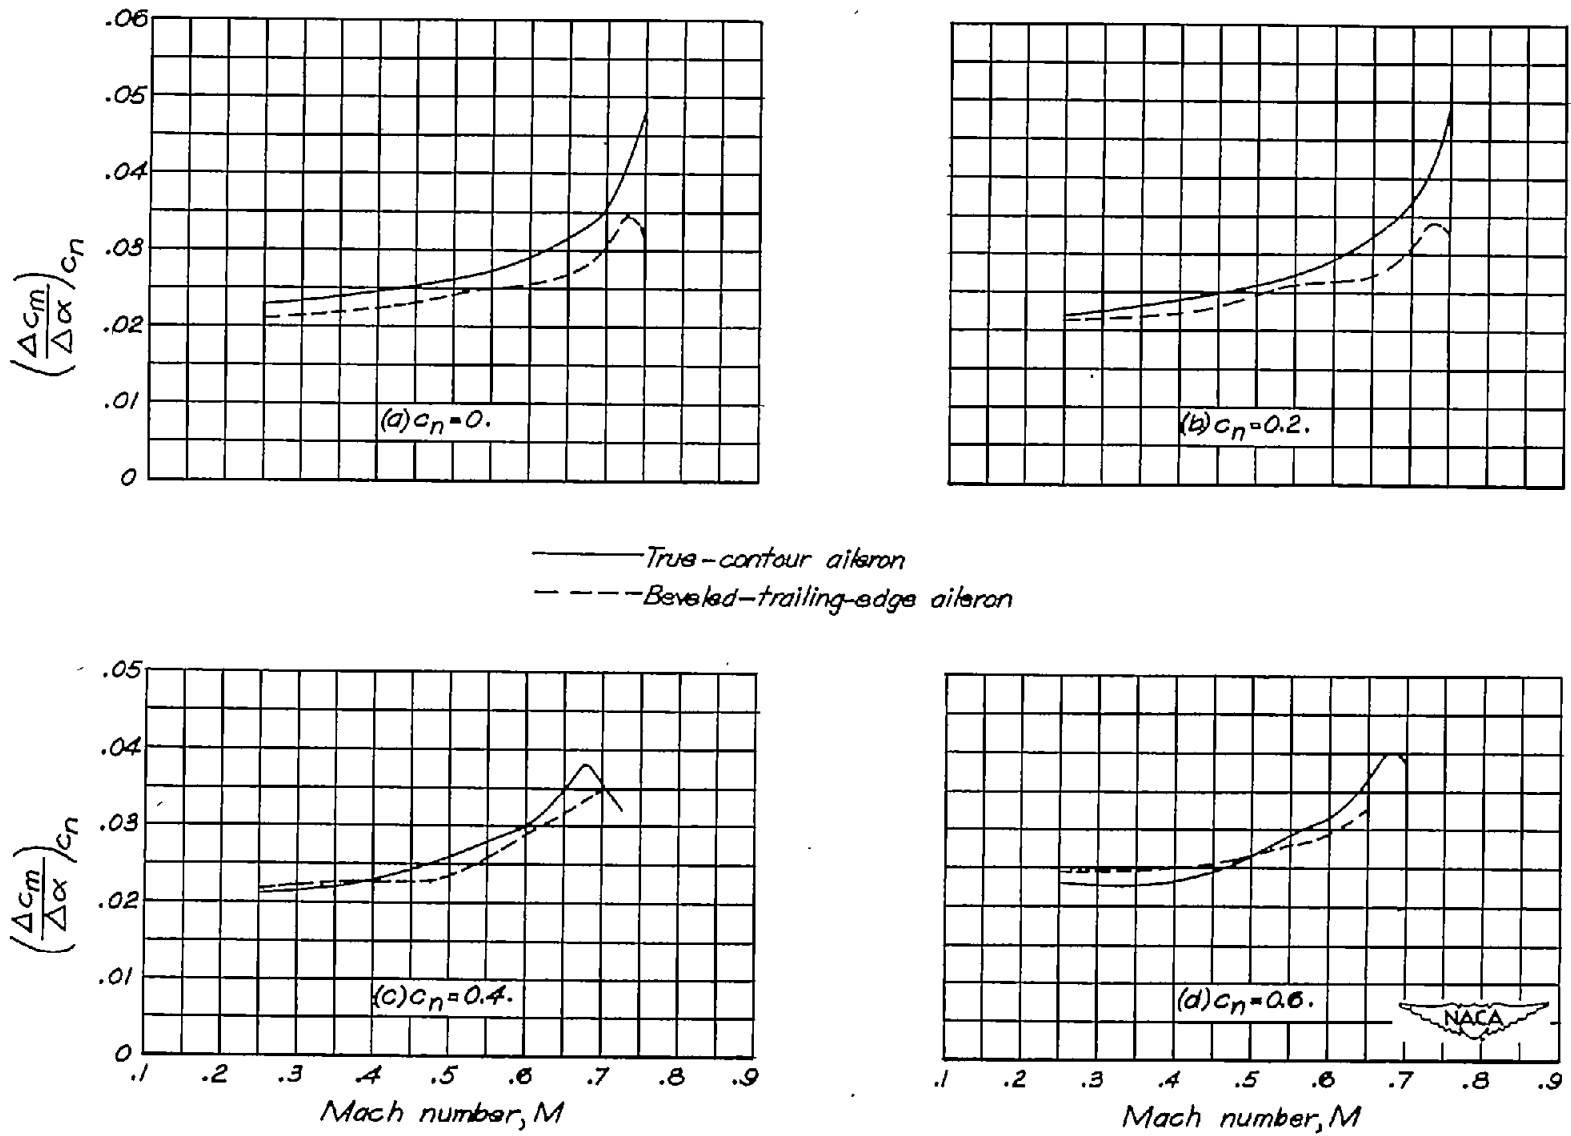 .06
.05
.04
.03
.02
.01
0
(Δcm/Δα)cn
(a) cn=0.
(b) cn=0.2.
True-contour aileron
Beveled-trailing-edge aileron
.05
.04
.03
.02
.01
0
(Δcm/Δα)cn
(c) cn=0.4.
(d) cn=0.6.
NACA
.1 .2 .3 .4 .5 .6 .7 .8 .9
.1 .2 .3 .4 .5 .6 .7 .8 .9
Mach number, M
Mach number, M